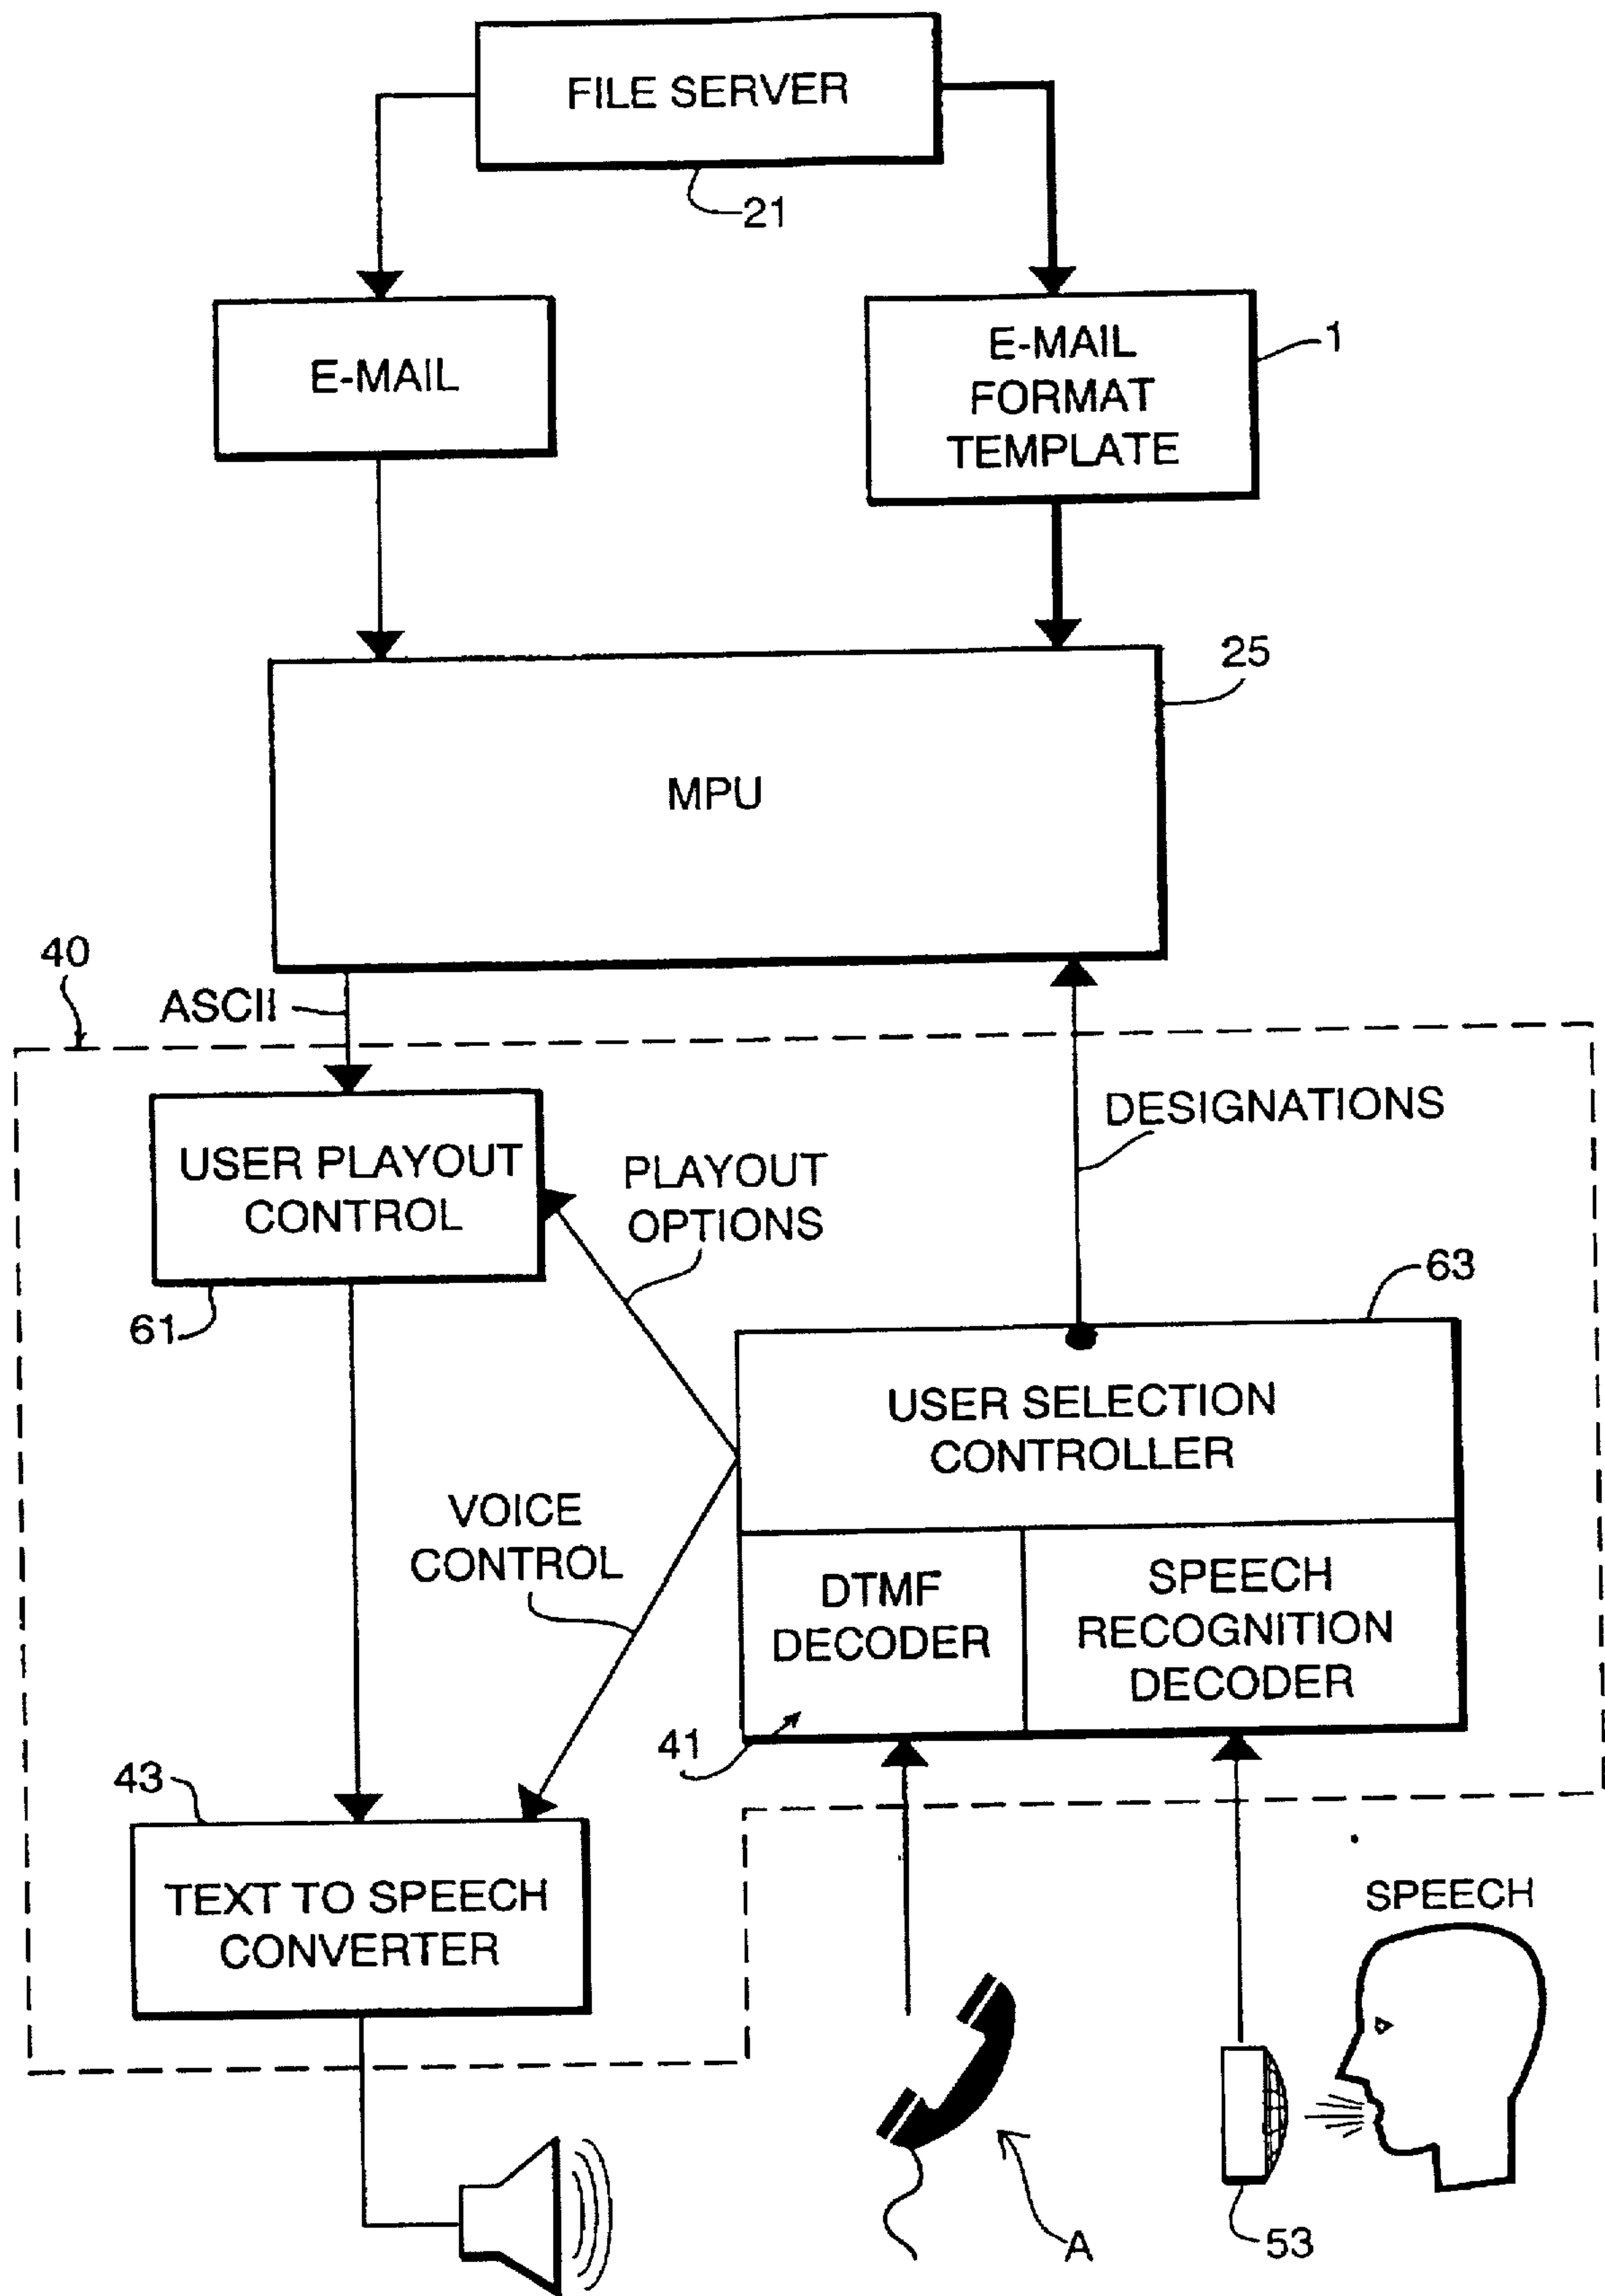 FILE SERVER
21
E-MAIL
E-MAIL
FORMAT
TEMPLATE
1
25
MPU
40
ASCII
DESIGNATIONS
USER PLAYOUT
CONTROL
PLAYOUT
OPTIONS
61
63
USER SELECTION
CONTROLLER
VOICE
CONTROL
DTMF
DECODER
SPEECH
RECOGNITION
DECODER
41
43
TEXT TO SPEECH
CONVERTER
SPEECH
A
53